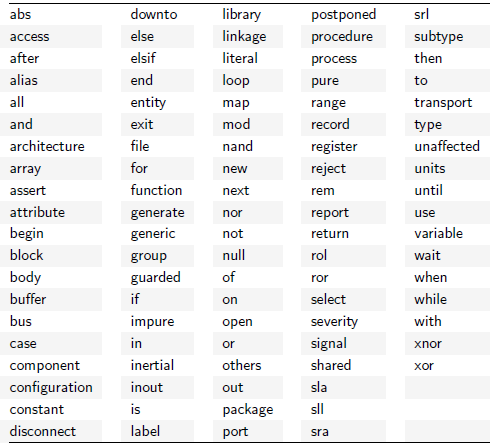 abs downto library postponed srl
access else linkage procedure subtype
after elsif literal process then
alias end loop pure to
all entity map range transport
and exit mod record type
architecture file nand register unaffected
array for new reject units
assert function next rem until
attribute generate nor report use
begin generic not return variable
block group null rol wait
body guarded of ror when
buffer if on select while
bus impure open severity with
case in or signal xnor
component inertial others shared xor
configuration inout out sla
constant is package sll
disconnect label port sra